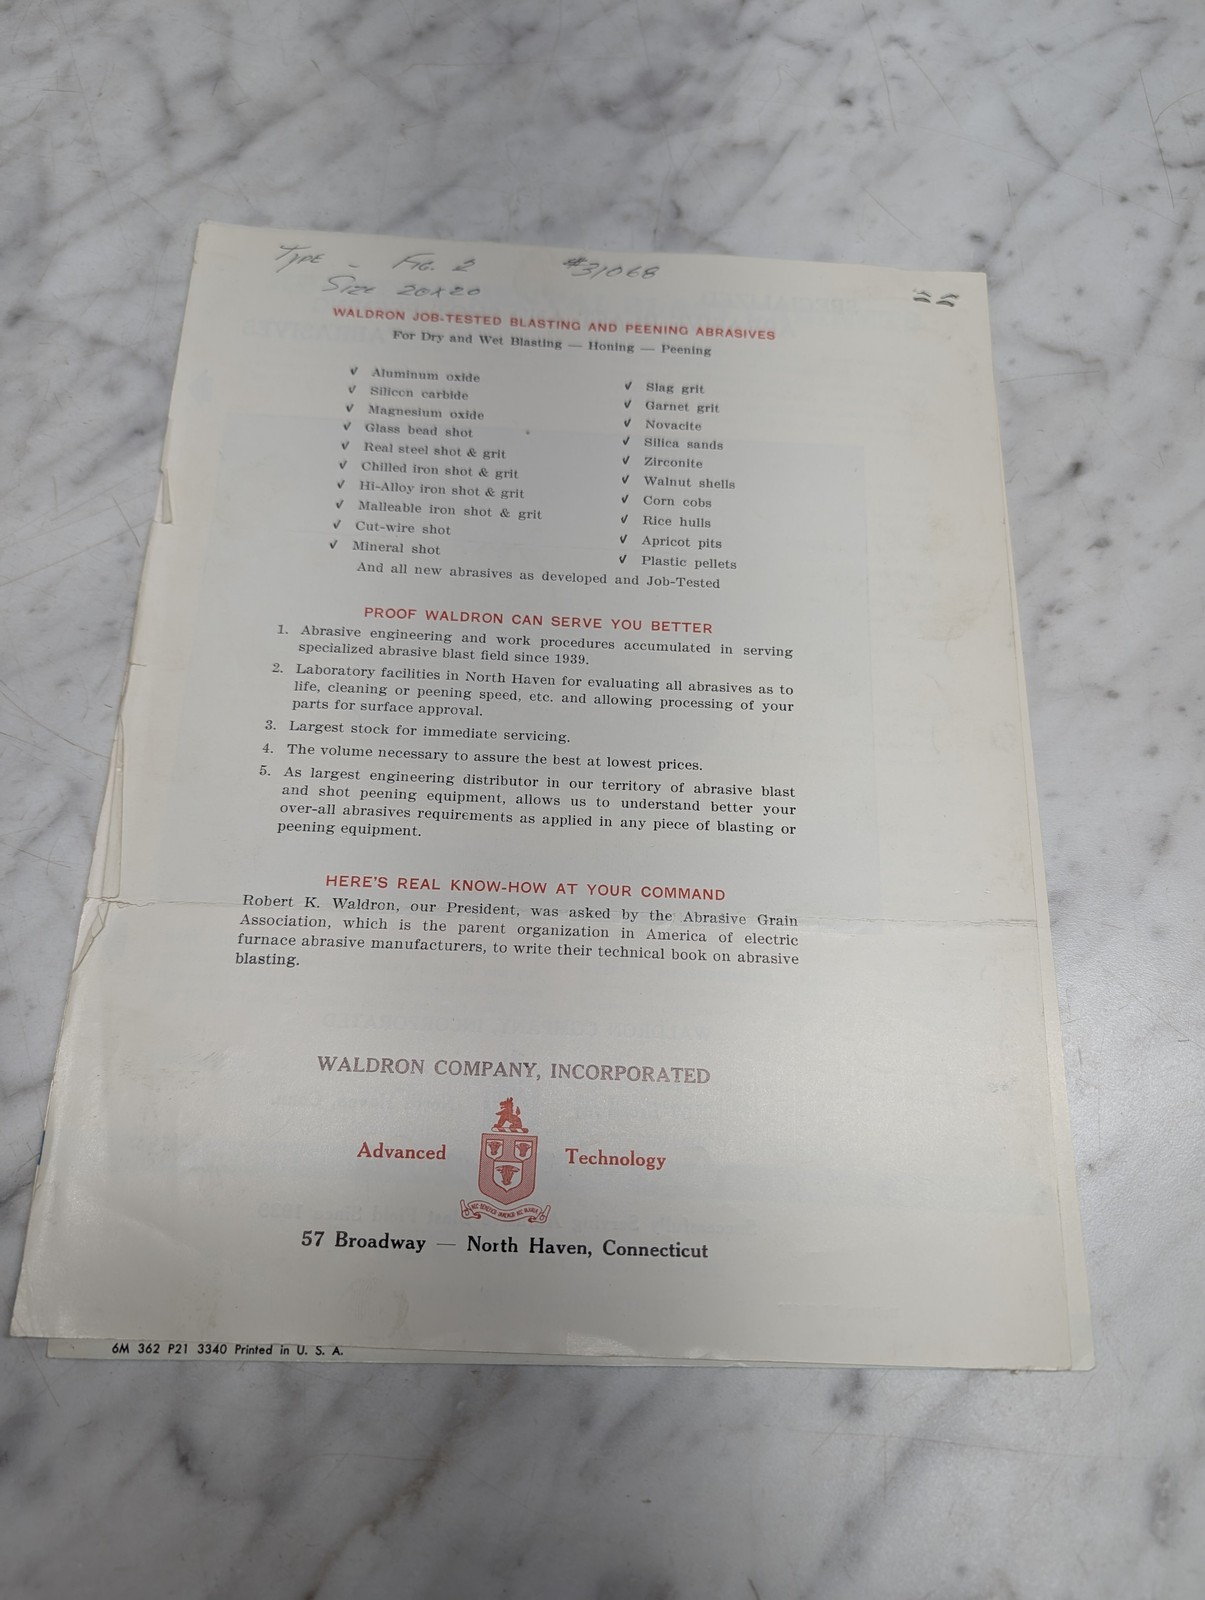 Type - Fig. 2 #31068
Size 20x20
WALDRON JOB-TESTED BLASTING AND PEENING ABRASIVES
For Dry and Wet Blasting — Honing — Peening
✓ Aluminum oxide
✓ Silicon carbide
✓ Magnesium oxide
✓ Glass bead shot
✓ Real steel shot & grit
✓ Chilled iron shot & grit
✓ Hi-Alloy iron shot & grit
✓ Malleable iron shot & grit
✓ Cut-wire shot
✓ Mineral shot
✓ Slag grit
✓ Garnet grit
✓ Novacite
✓ Silica sands
✓ Zirconite
✓ Walnut shells
✓ Corn cobs
✓ Rice hulls
✓ Apricot pits
✓ Plastic pellets
And all new abrasives as developed and Job-Tested
PROOF WALDRON CAN SERVE YOU BETTER
1. Abrasive engineering and work procedures accumulated in serving
specialized abrasive blast field since 1939.
2. Laboratory facilities in North Haven for evaluating all abrasives as to
life, cleaning or peening speed, etc. and allowing processing of your
parts for surface approval.
3. Largest stock for immediate servicing.
4. The volume necessary to assure the best at lowest prices.
5. As largest engineering distributor in our territory of abrasive blast
and shot peening equipment, allows us to understand better your
over-all abrasives requirements as applied in any piece of blasting or
peening equipment.
HERE'S REAL KNOW-HOW AT YOUR COMMAND
Robert K. Waldron, our President, was asked by the Abrasive Grain
Association, which is the parent organization in America of electric
furnace abrasive manufacturers, to write their technical book on abrasive
blasting.
WALDRON COMPANY, INCORPORATED
Advanced Technology
57 Broadway — North Haven, Connecticut
6M 362 P21 3340 Printed in U. S. A.